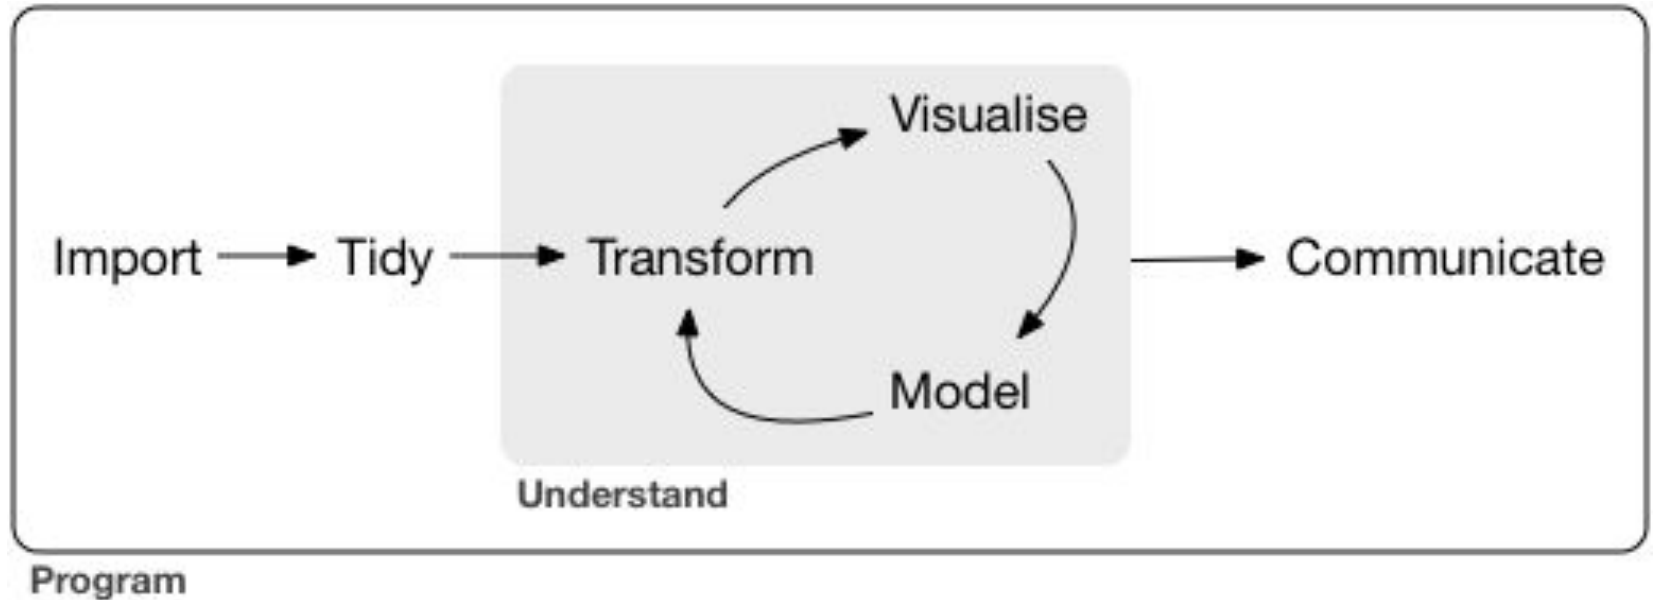 Visualise
Import
Tidy
Transform
Communicate
Model
Understand
Program